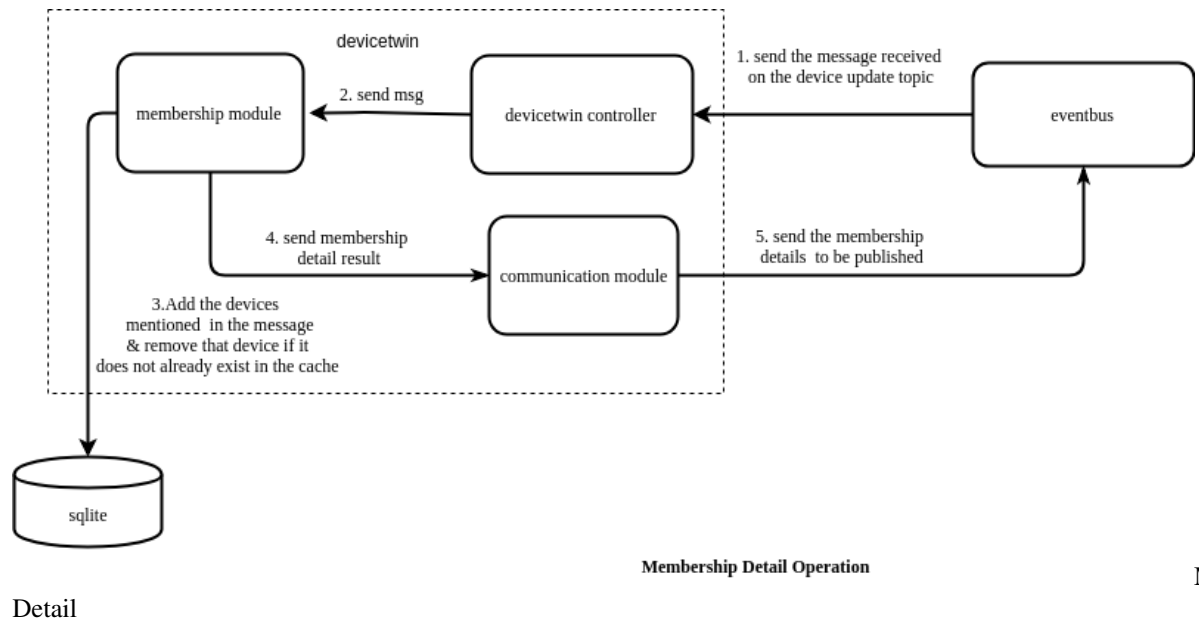 devicetwin
1. send the message received
on the device update topic
2. send msg
membership module
devicetwin controller
eventbus
4. send membership
detail result
5. send the membership
details to be published
communication module
3.Add the devices
mentioned in the message
& remove that device if it
does not already exist in the cache
sqlite
Membership Detail Operation
Detail